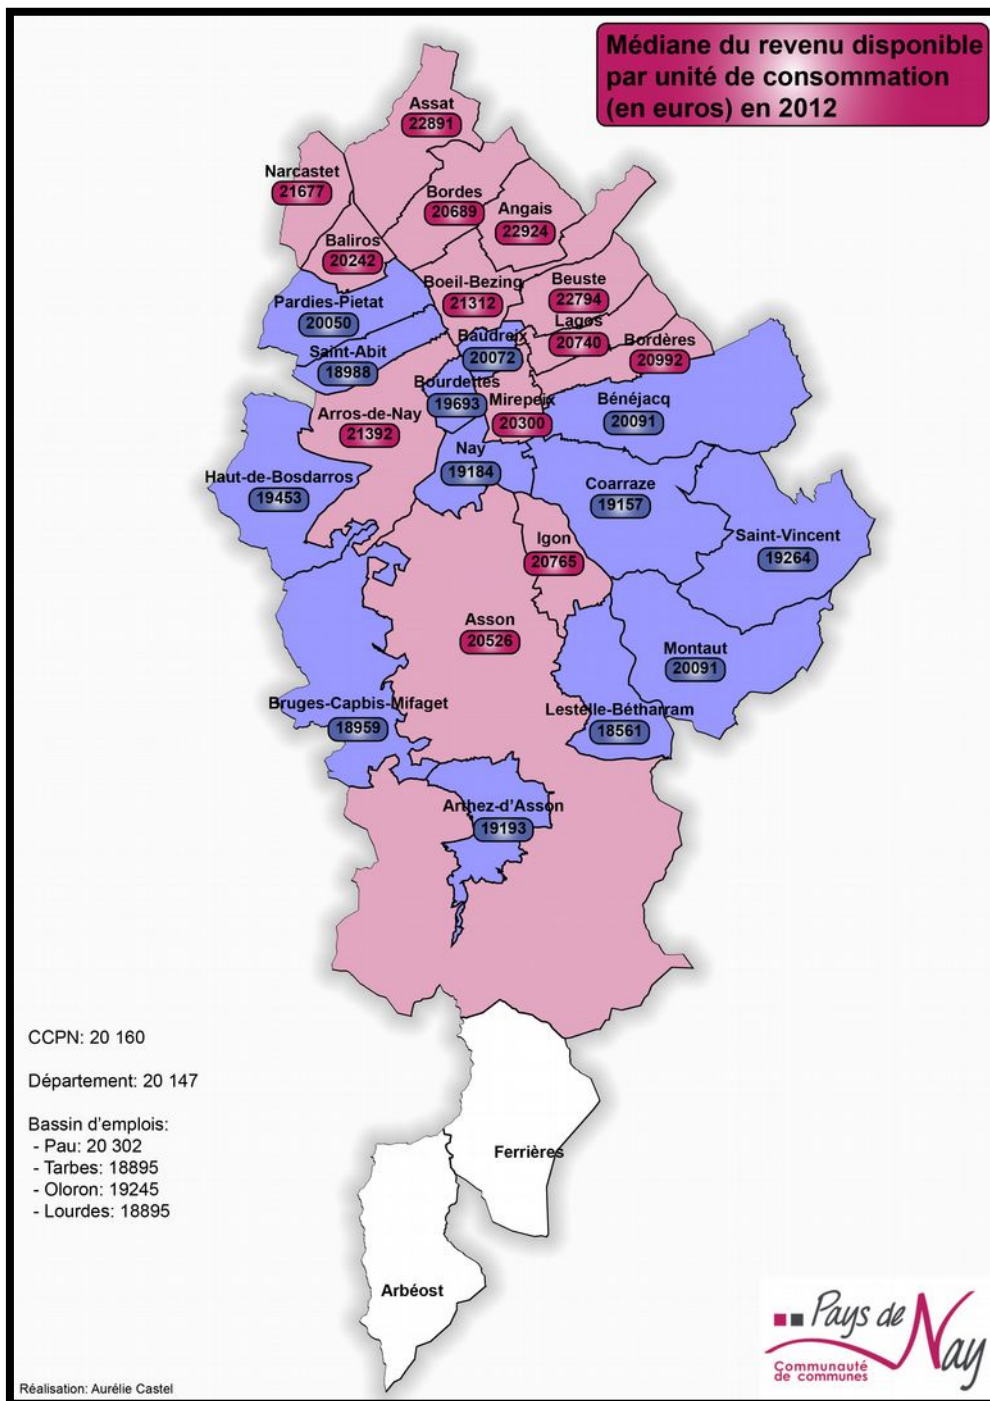 Médiane du revenu disponible
par unité de consommation
(en euros) en 2012
Assat
22891
Narcastet
21677
Bordes
20689
Angais
22924
Baliros
20242
Boeil-Bezing
21312
Beuste
22794
Pardies-Pietat
20050
Lagos
20740
Bordères
20992
Baudreix
20072
Saint-Abit
18988
Bourdettes
19693
Mirepeix
20300
Bénéjacq
20091
Arros-de-Nay
21392
Nay
19184
Haut-de-Bosdarros
19453
Coarraze
19157
Saint-Vincent
19264
Igon
20765
Asson
20526
Montaut
20091
Bruges-Capbis-Mifaget
18959
Lestelle-Bétharram
18561
Arthez-d'Asson
19193
CCPN: 20 160
Département: 20 147
Bassin d'emplois:
- Pau: 20 302
- Tarbes: 18895
- Oloron: 19245
- Lourdes: 18895
Ferrières
Arbéost
Pays de Nay
Communauté
de communes
Réalisation: Aurélie Castel